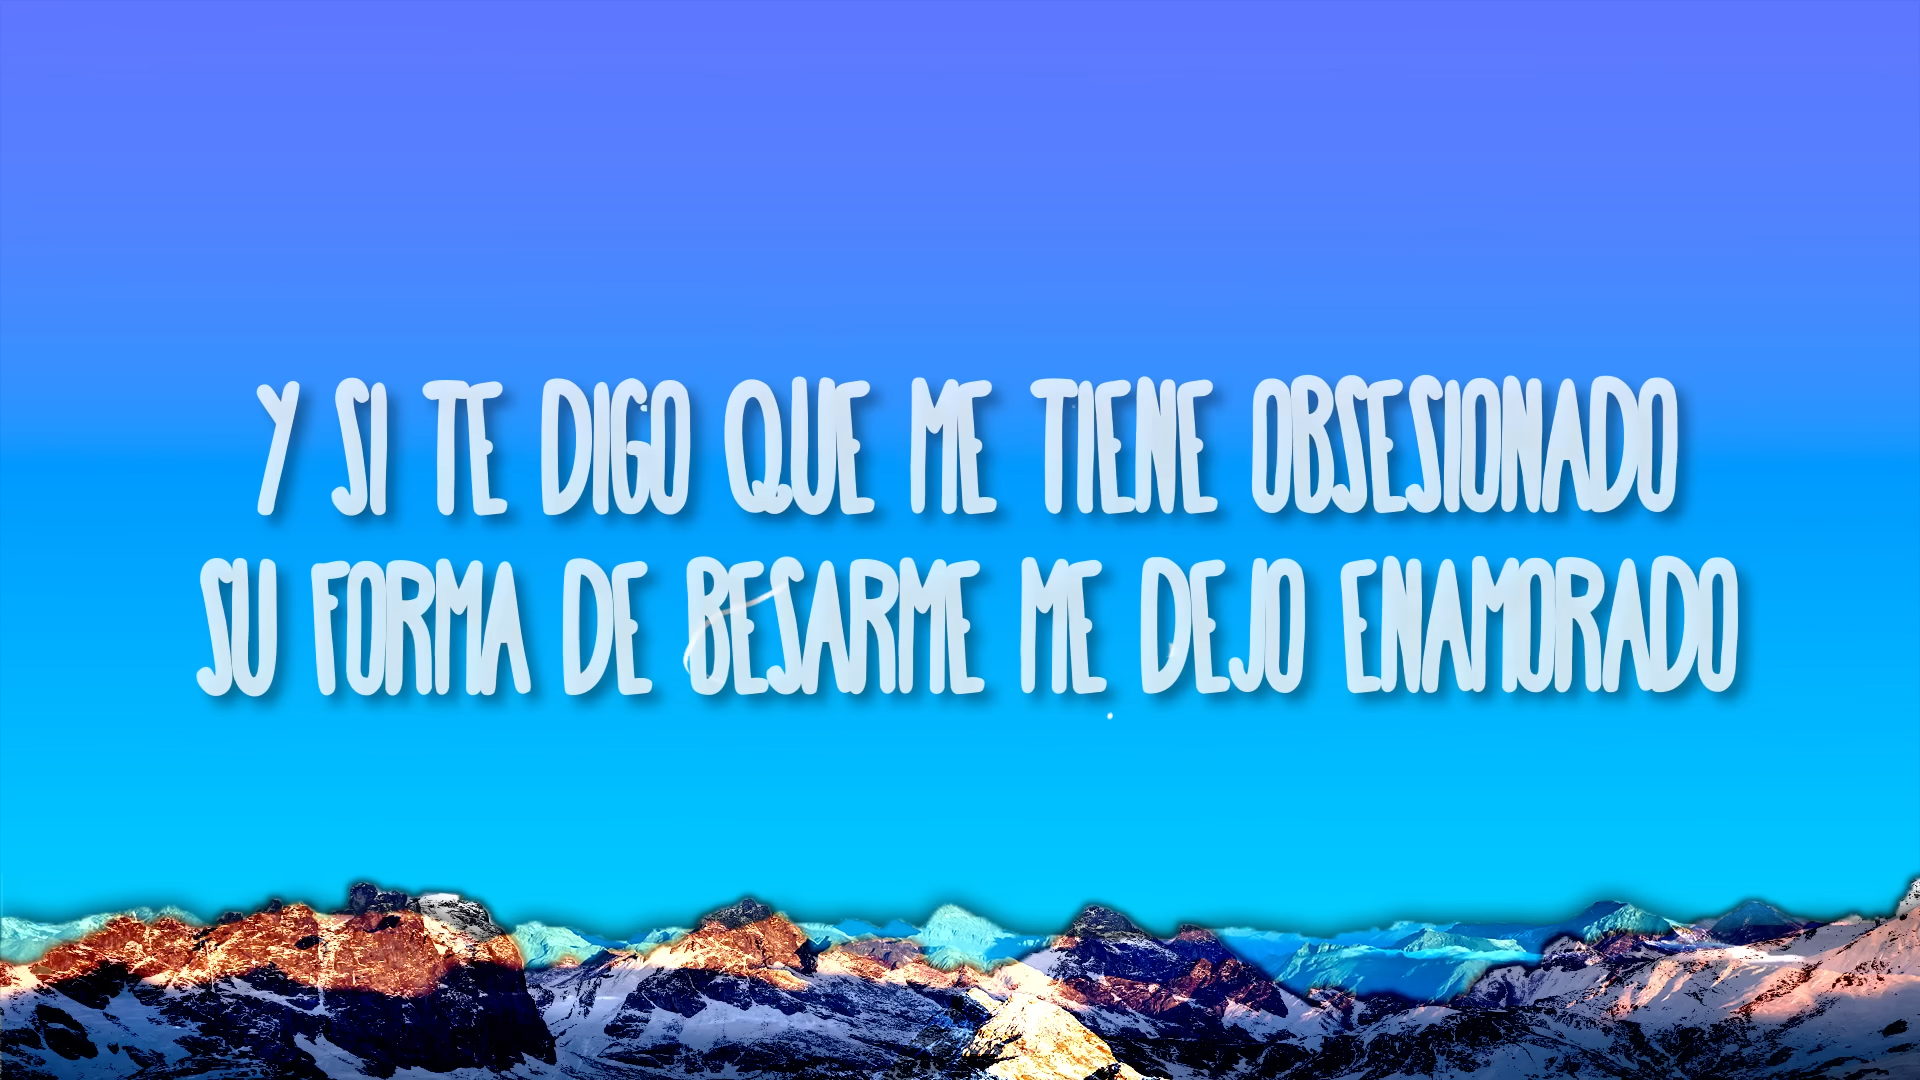 Y SI TE DIGO QUE ME TIENE OBSESIONADO
SU FORMA DE BESARME ME DEJO ENAMORADO